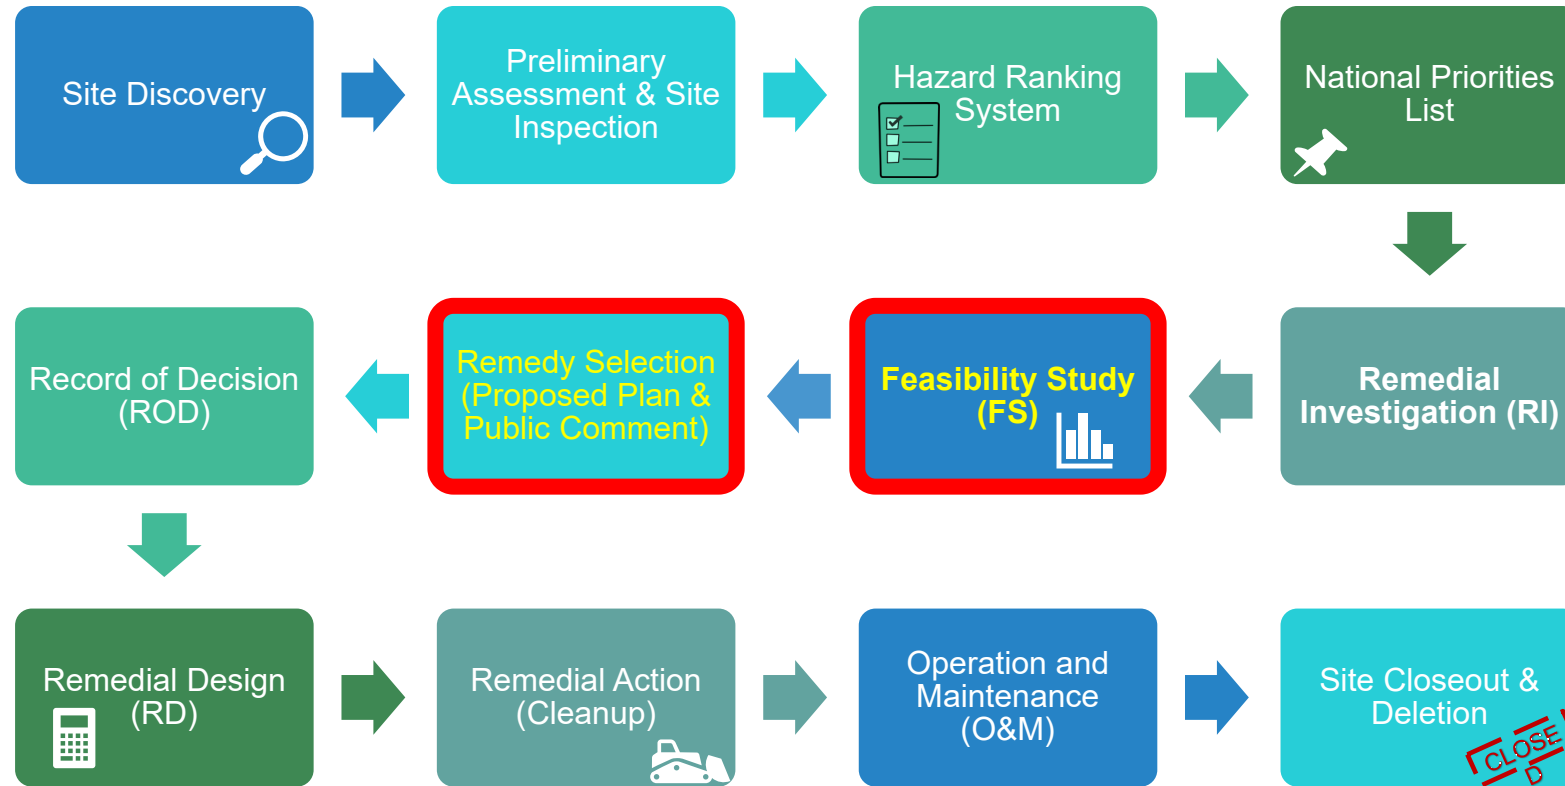 Site Discovery
Preliminary
Assessment & Site
Inspection
Hazard Ranking
System
National Priorities
List
Remedial
Investigation (RI)
Feasibility Study
(FS)
Remedy Selection
(Proposed Plan &
Public Comment)
Record of Decision
(ROD)
Remedial Design
(RD)
Remedial Action
(Cleanup)
Operation and
Maintenance
(O&M)
Site Closeout &
Deletion
CLOSE
D